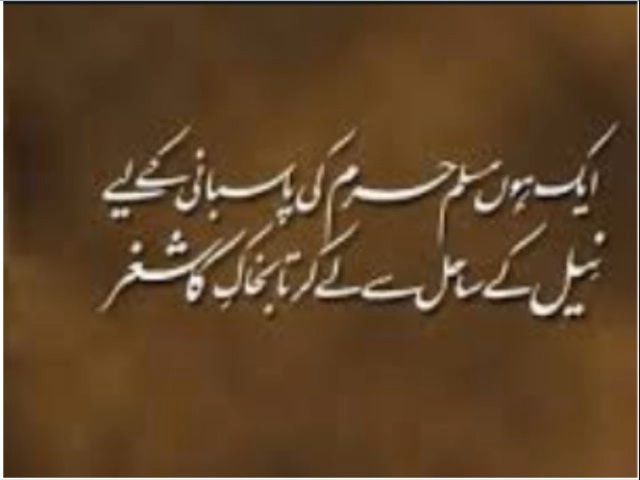 ایک ہوں مسلم حرم کی پاسبانی کے لیے
نیل کے ساحل سے لے کر تا بخاکِ کاشغر